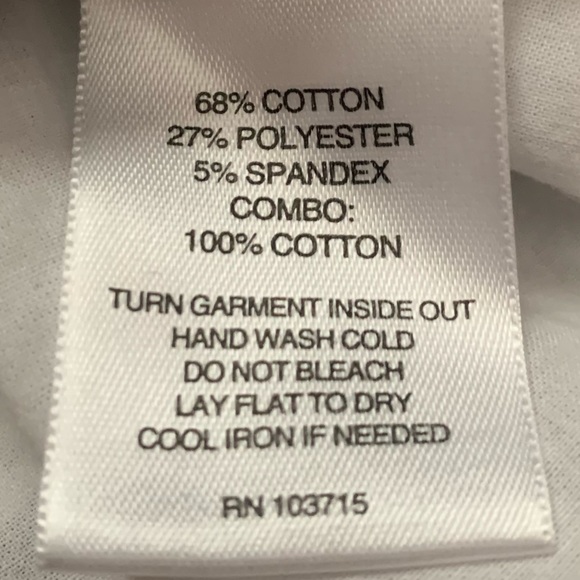 68% COTTON
27% POLYESTER
5% SPANDEX
COMBO:
100% COTTON
TURN GARMENT INSIDE OUT
HAND WASH COLD
DO NOT BLEACH
LAY FLAT TO DRY
COOL IRON IF NEEDED
RN 103715